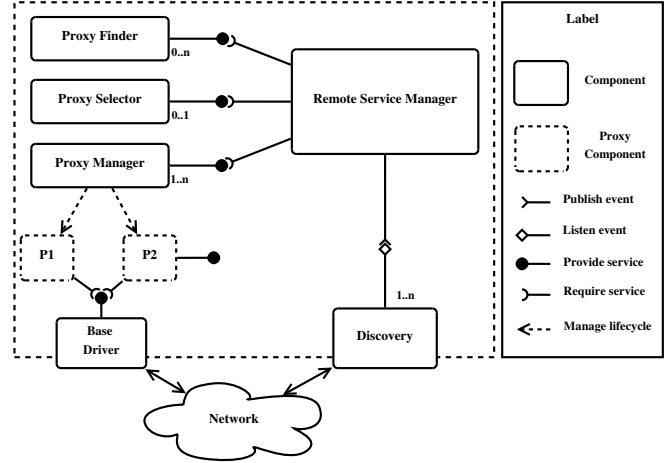 Proxy Finder
0..n
Proxy Selector
0..1
Proxy Manager
1..n
Remote Service Manager
P1
P2
1..n
Base
Driver
Discovery
Network
Label
Component
Proxy
Component
Publish event
Listen event
Provide service
Require service
Manage lifecycle